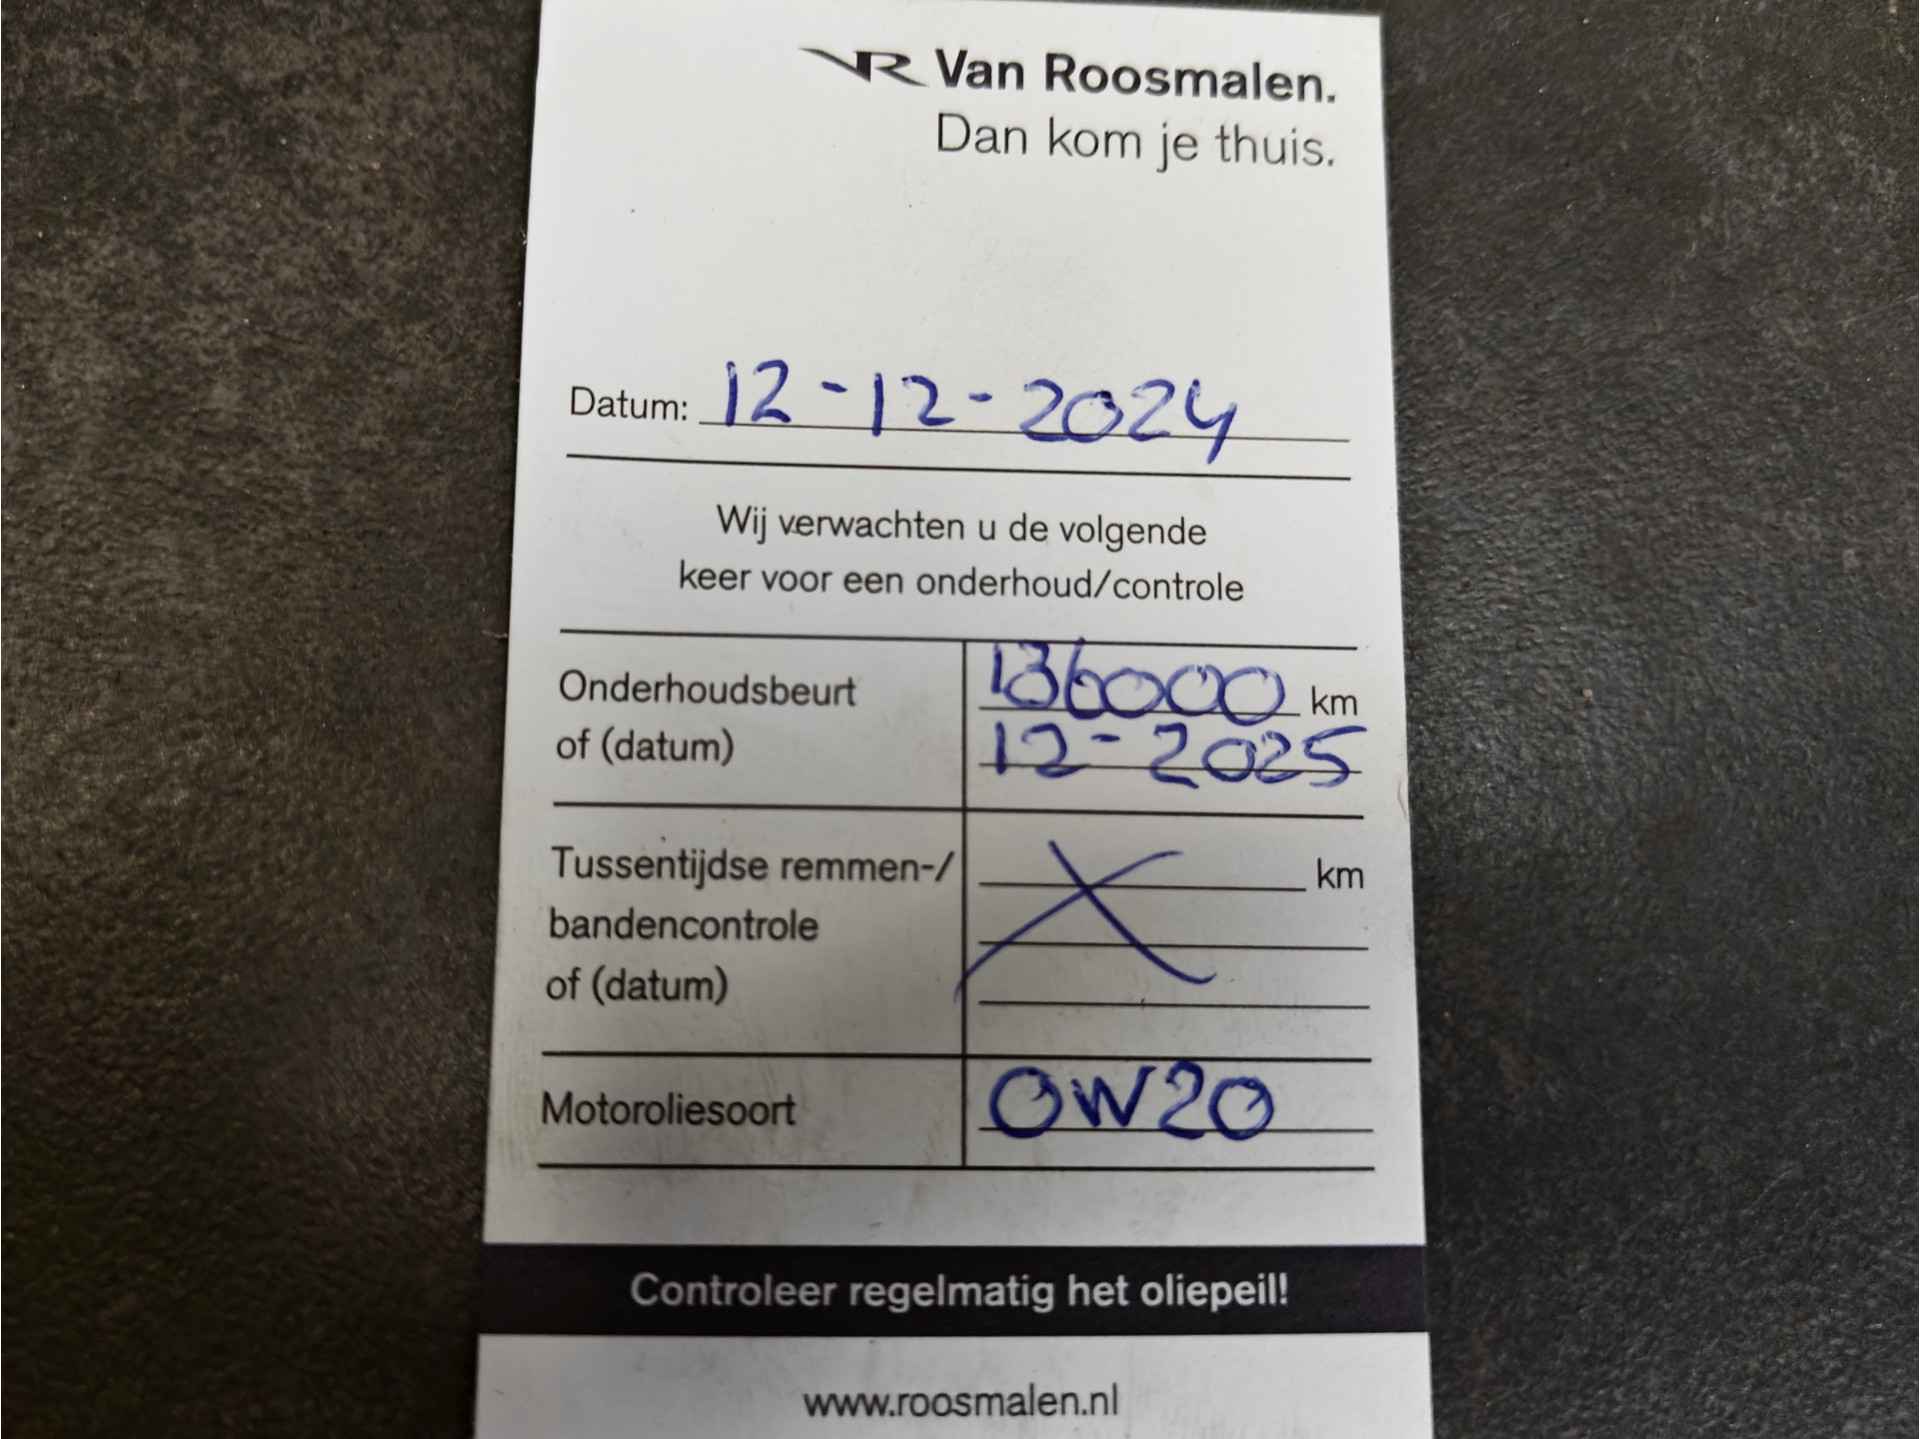 VR Van Roosmalen.
Dan kom je thuis.
Datum: 12-12-2024
Wij verwachten u de volgende
keer voor een onderhoud/controle
Onderhoudsbeurt 136000 km
of (datum) 12-2025
Tussentijdse remmen-/ km
bandencontrole
of (datum)
Motoroliesoort 0W20
Controleer regelmatig het oliepeil!
www.roosmalen.nl